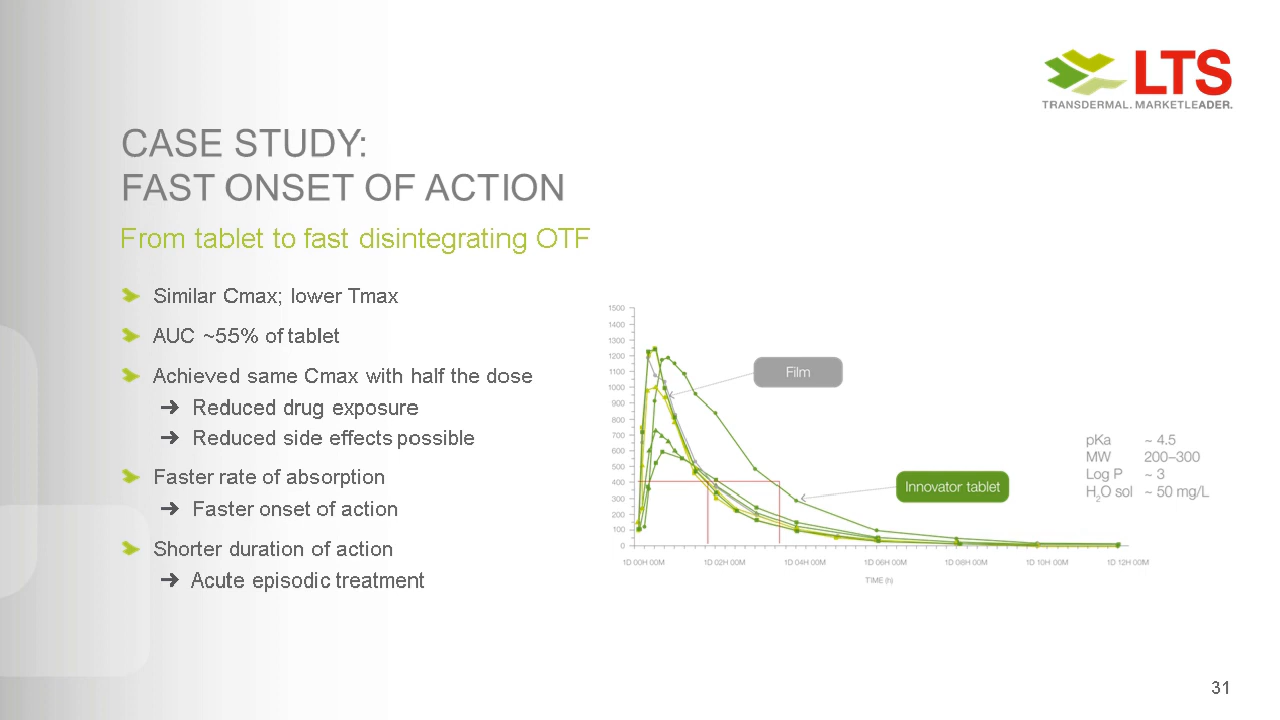 LTS
TRANSDERMAL. MARKETLEADER.
CASE STUDY:
FAST ONSET OF ACTION
From tablet to fast disintegrating OTF
Similar Cmax; lower Tmax
AUC ~55% of tablet
Achieved same Cmax with half the dose
➔ Reduced drug exposure
➔ Reduced side effects possible
Faster rate of absorption
➔ Faster onset of action
Shorter duration of action
➔ Acute episodic treatment
1500
1400
1300
1200
1100
1000
900
800
700
600
500
400
300
200
100
0
Film
Innovator tablet
1D 00H 00M 1D 02H 00M 1D 04H 00M 1D 06H 00M 1D 08H 00M 1D 10H 00M 1D 12H 00M
TIME (h)
pKa ~ 4.5
MW 200–300
Log P ~ 3
H2O sol ~ 50 mg/L
31